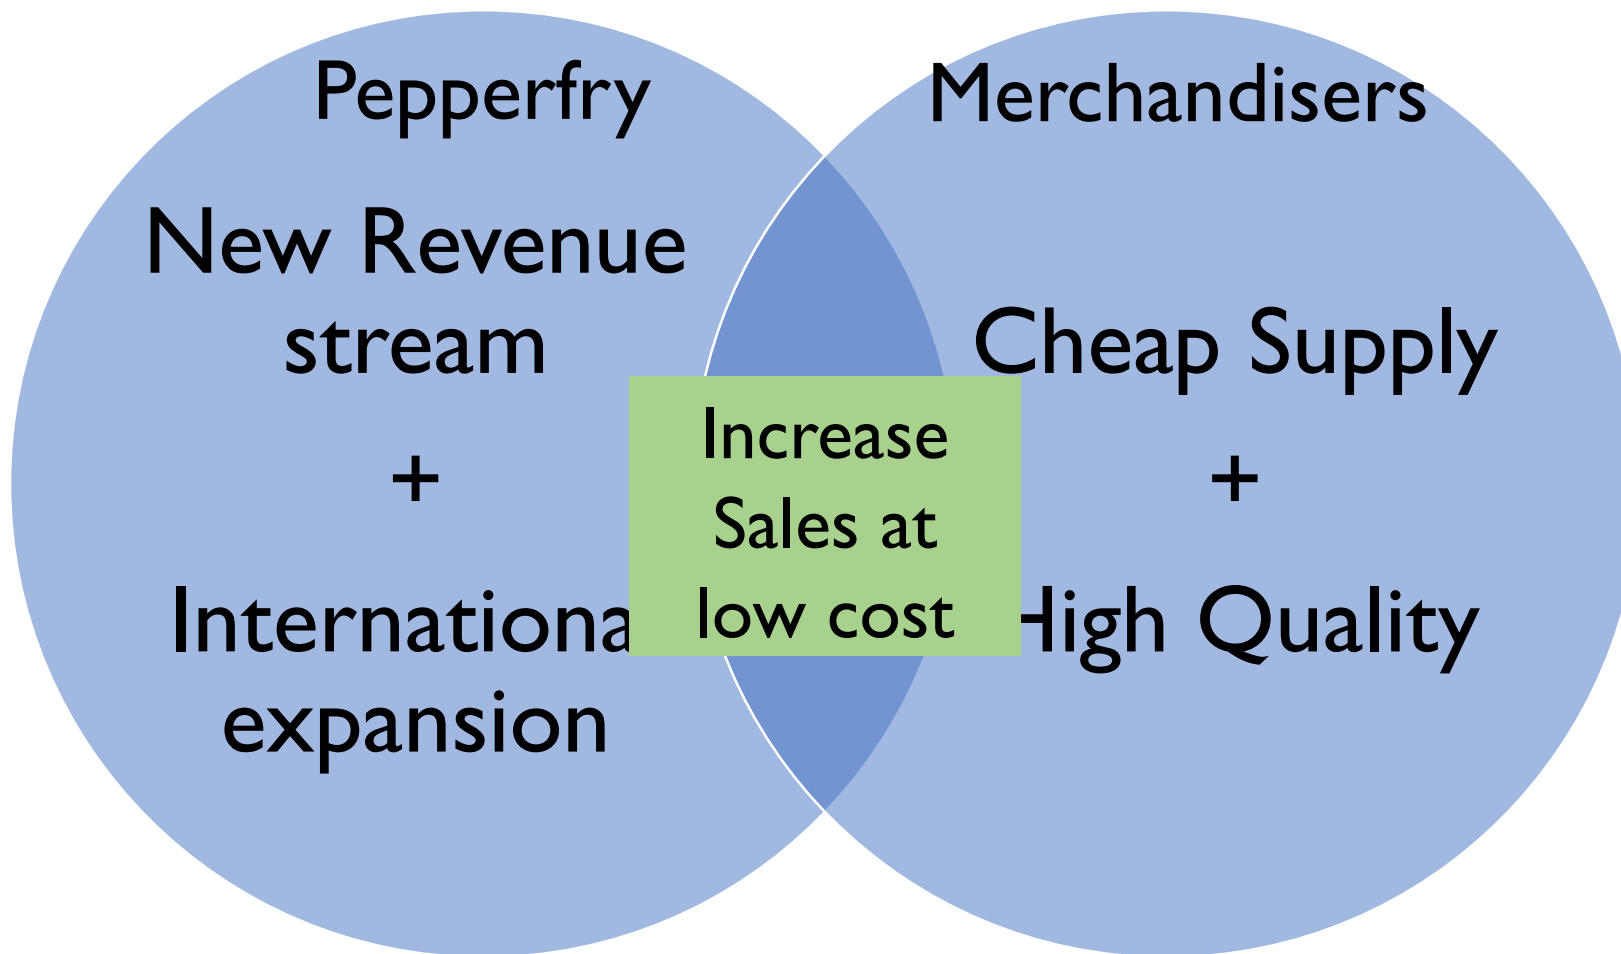 Pepperfry
New Revenue
stream
+
Internationa
expansion
Increase
Sales at
low cost
Merchandisers
Cheap Supply
+
High Quality